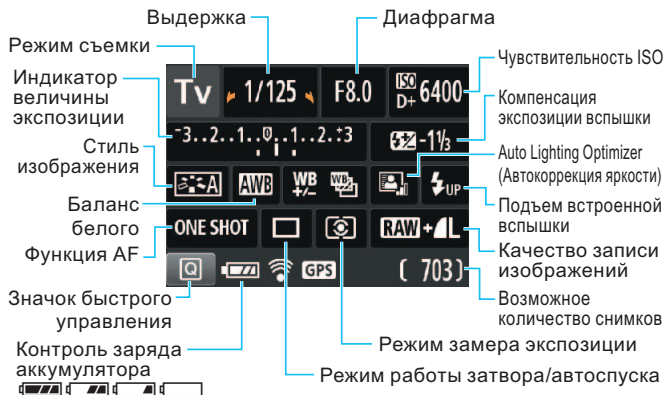 Выдержка
Диафрагма
Режим съемки
Чувствительность ISO
Индикатор
величины
экспозиции
Tv 1/125 F8.0 ISO D+ 6400
Компенсация
экспозиции вспышки
-3..2..1..0..1..2.+3 -1⅓
Стиль
изображения
Auto Lighting Optimizer
(Автокоррекция яркости)
A AWB WB +/- WB UP
Баланс
белого
Подъем встроенной
вспышки
ONE SHOT RAW+L
Функция AF
Качество записи
изображений
Q GPS ( 703)
Значок быстрого
управления
Возможное
количество снимков
Контроль заряда
аккумулятора
Режим замера экспозиции
Режим работы затвора/автоспуска